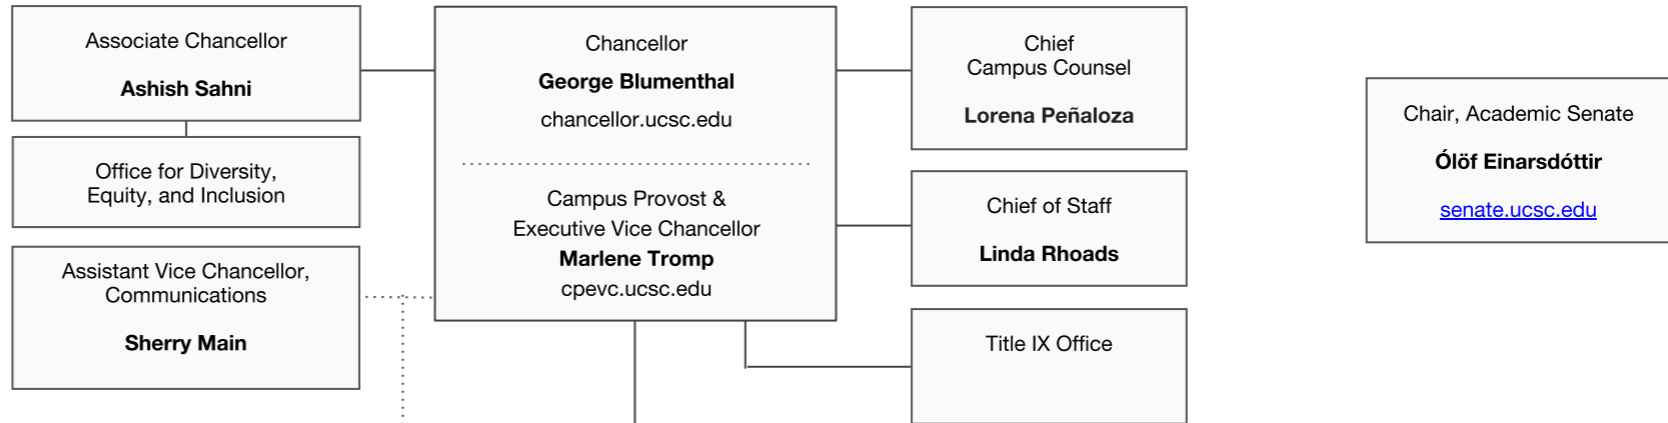 Associate Chancellor
Ashish Sahni
Office for Diversity,
Equity, and Inclusion
Assistant Vice Chancellor,
Communications
Sherry Main
Chancellor
George Blumenthal
chancellor.ucsc.edu
Campus Provost &
Executive Vice Chancellor
Marlene Tromp
cpevc.ucsc.edu
Chief
Campus Counsel
Lorena Peñaloza
Chief of Staff
Linda Rhoads
Title IX Office
Chair, Academic Senate
Ólöf Einarsdóttir
senate.ucsc.edu